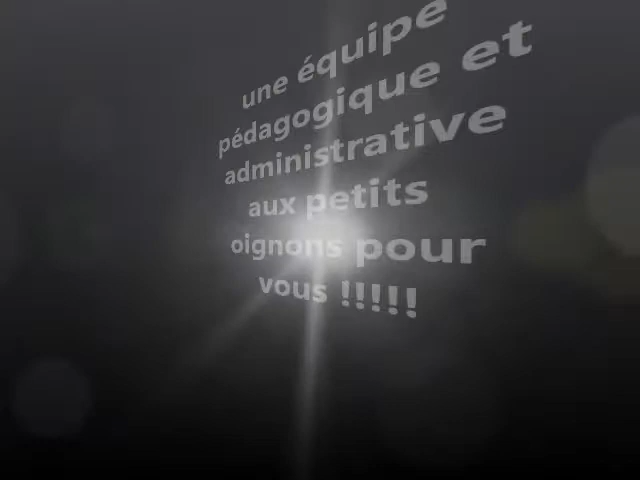 une équipe
pédagogique et
administrative
aux petits
oignons pour
vous !!!!!